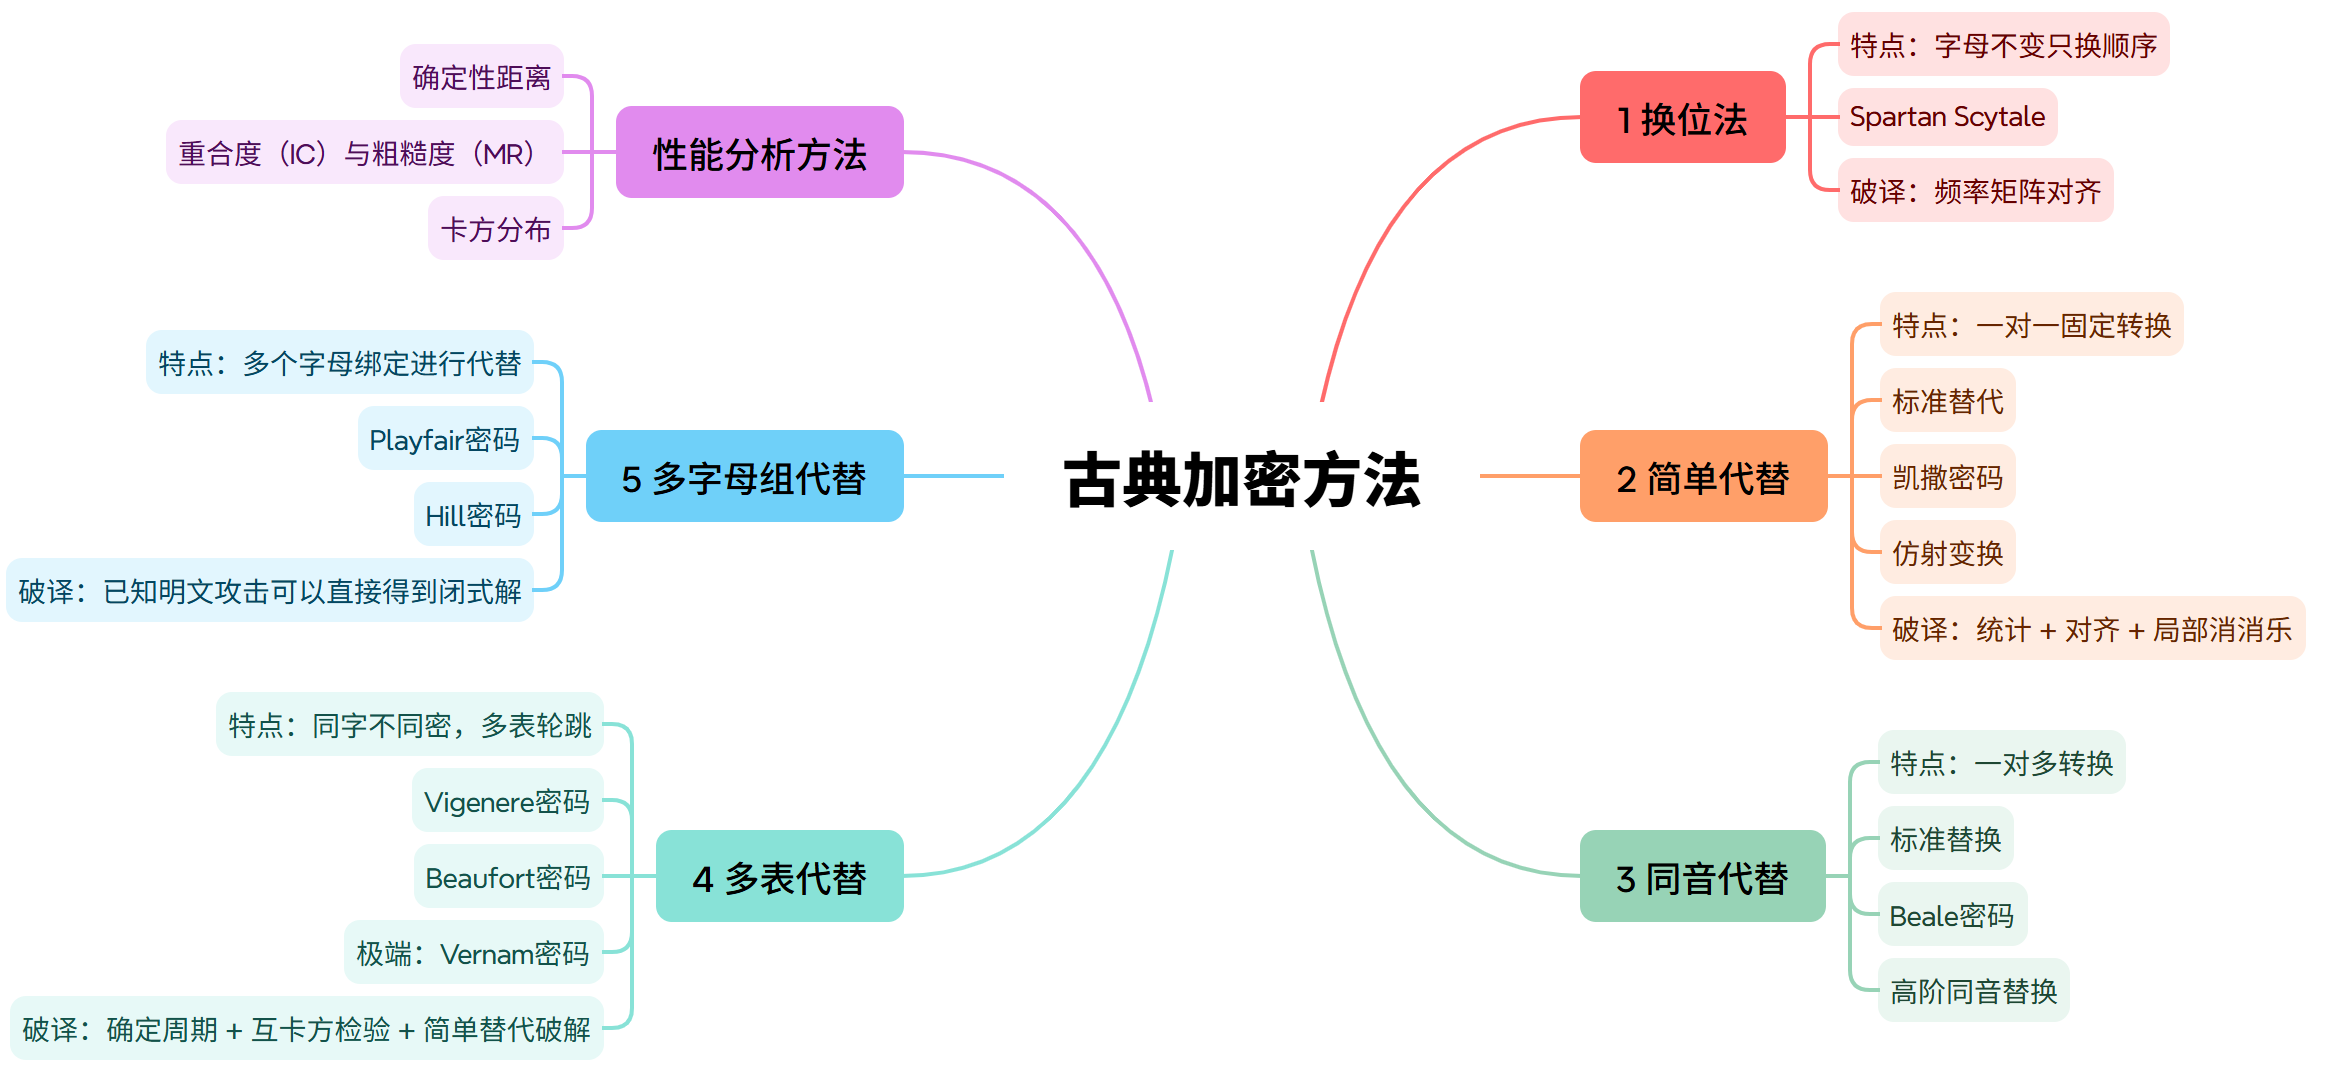 古典加密方法
1 换位法
特点：字母不变只换顺序
Spartan Scytale
破译：频率矩阵对齐
2 简单代替
特点：一对一固定转换
标准替代
凯撒密码
仿射变换
破译：统计 + 对齐 + 局部消消乐
3 同音代替
特点：一对多转换
标准替换
Beale密码
高阶同音替换
4 多表代替
特点：同字不同密，多表轮跳
Vigenere密码
Beaufort密码
极端：Vernam密码
破译：确定周期 + 互卡方检验 + 简单替代破解
5 多字母组代替
特点：多个字母绑定进行代替
Playfair密码
Hill密码
破译：已知明文攻击可以直接得到闭式解
性能分析方法
确定性距离
重合度（IC）与粗糙度（MR）
卡方分布